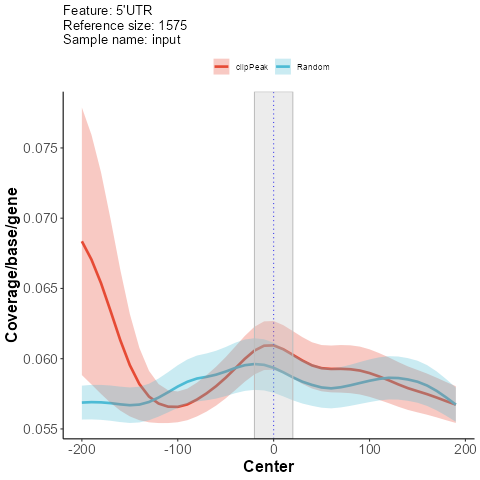 Feature: 5'UTR
Reference size: 1575
Sample name: input
clipPeak Random
0.075
0.070
0.065
0.060
0.055
Coverage/base/gene
-200 -100 0 100 200
Center